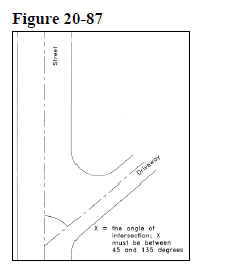 Figure 20-87
Street
Driveway
X = the angle of
intersection; X
must be between
45 and 135 degrees